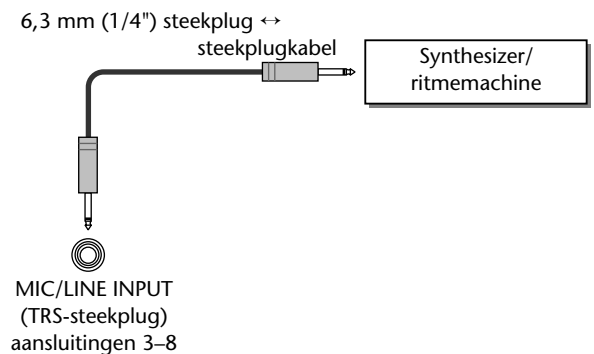 6,3 mm (1/4") steekplug ↔
steekplugkabel
Synthesizer/
ritmemachine
MIC/LINE INPUT
(TRS-steekplug)
aansluitingen 3–8